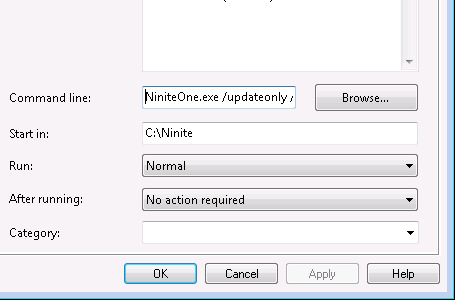 Command line:
NiniteOne.exe /updateonly /
Browse...
Start in:
C:\Ninite
Run:
Normal
After running:
No action required
Category:
OK
Cancel
Apply
Help